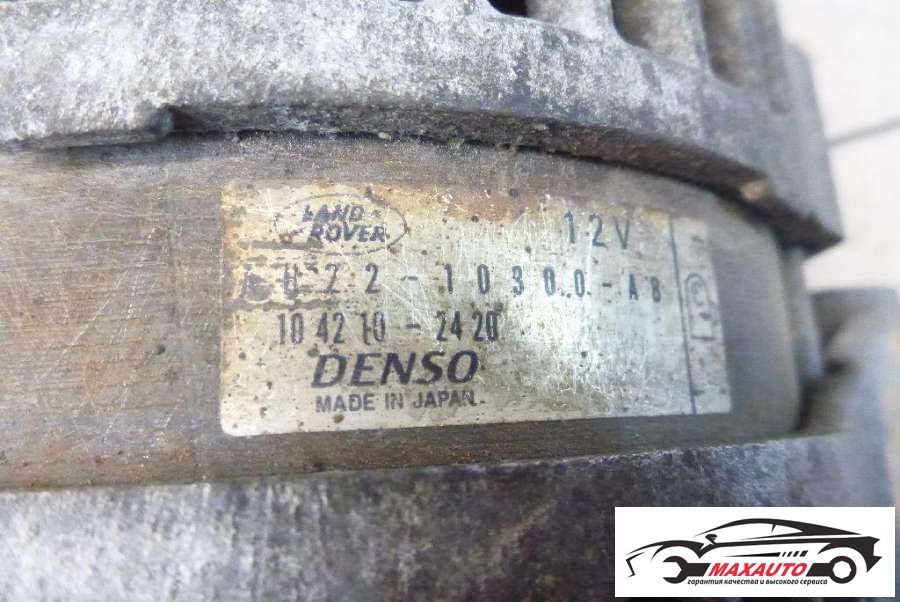 LAND
ROVER
12V
H22-10300-AB
104210-2420
DENSO
MADE IN JAPAN
MAXAUTO
гарантия качества и высокого сервиса